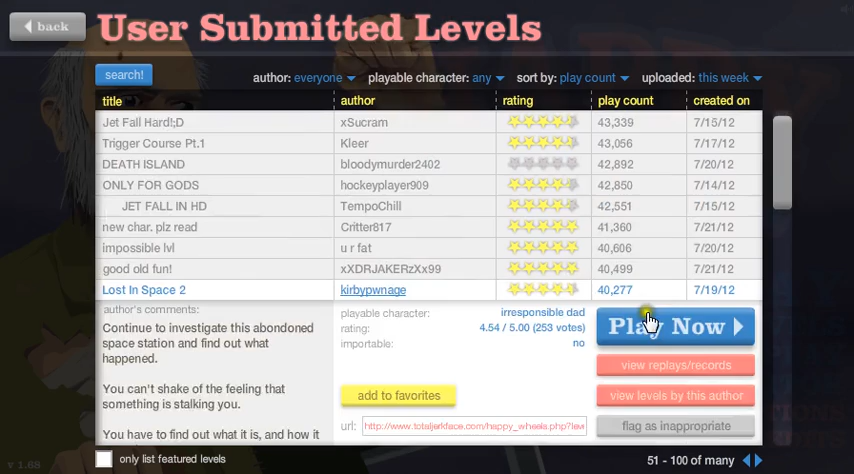 back
User Submitted Levels
search!
author: everyone playable character: any sort by: play count uploaded: this week
title author rating play count created on
Jet Fall Hard!;D xSucram 43,339 7/15/12
Trigger Course Pt.1 Kleer 43,056 7/17/12
DEATH ISLAND bloodymurder2402 42,892 7/20/12
ONLY FOR GODS hockeyplayer909 42,850 7/14/12
JET FALL IN HD TempoChill 42,551 7/15/12
new char. plz read Critter817 41,360 7/21/12
impossible lvl u r fat 40,606 7/20/12
good old fun! xXDRJAKERzXx99 40,499 7/21/12
Lost In Space 2 kirbypwnage 40,277 7/19/12
author's comments:
Continue to investigate this abondoned
space station and find out what
happened.
You can't shake of the feeling that
something is stalking you.
You have to find out what it is, and how it
playable character: irresponsible dad
rating: 4.54 / 5.00 (253 votes)
importable: no
add to favorites
url: http://www.totaljerkface.com/happy_wheels.php?lev
Play Now
view replays/records
view levels by this author
flag as inappropriate
v 1.68
only list featured levels
51 - 100 of many